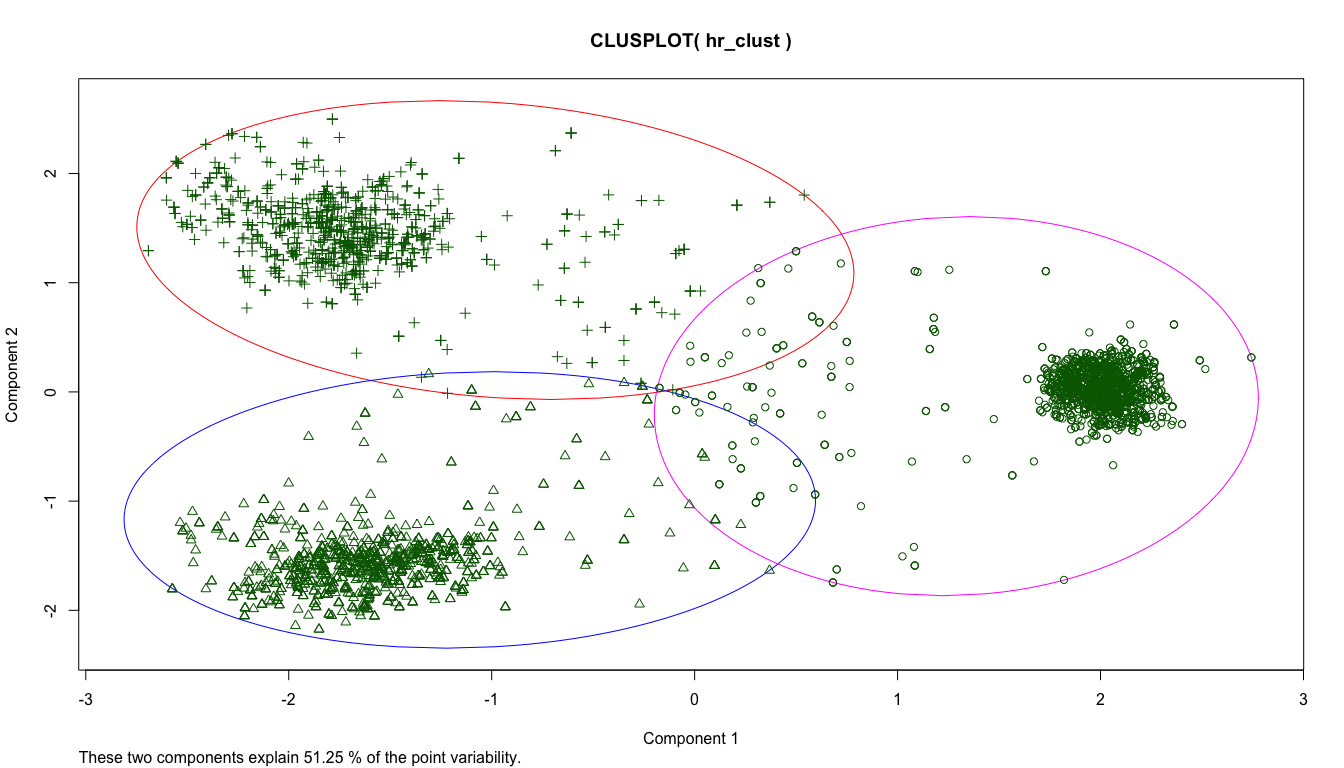 CLUSPLOT( hr_clust )
Component 2
2
1
0
-1
-2
-3 -2 -1 0 1 2 3
Component 1
These two components explain 51.25 % of the point variability.